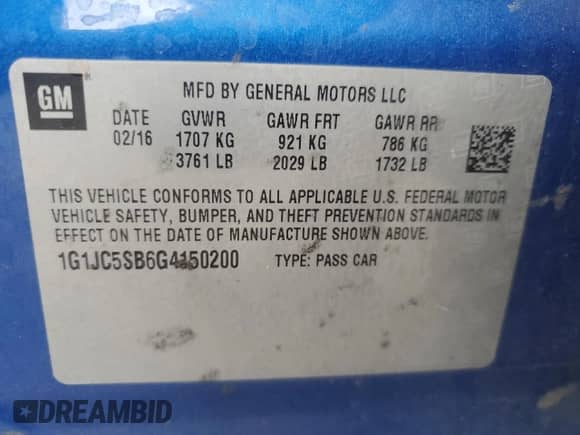 GM
MFD BY GENERAL MOTORS LLC
DATE GVWR GAWR FRT GAWR RR
02/16 1707 KG 921 KG 786 KG
3761 LB 2029 LB 1732 LB
THIS VEHICLE CONFORMS TO ALL APPLICABLE U.S. FEDERAL MOTOR
VEHICLE SAFETY, BUMPER, AND THEFT PREVENTION STANDARDS IN
EFFECT ON THE DATE OF MANUFACTURE SHOWN ABOVE.
1G1JC5SB6G4150200 TYPE: PASS CAR
DREAMBID